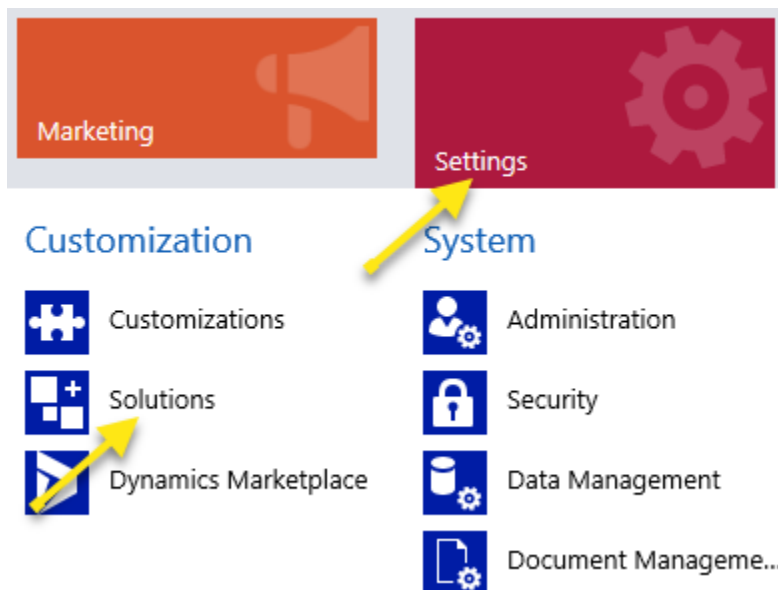 Marketing
Settings
Customization
System
Customizations
Administration
Solutions
Security
Dynamics Marketplace
Data Management
Document Manageme...